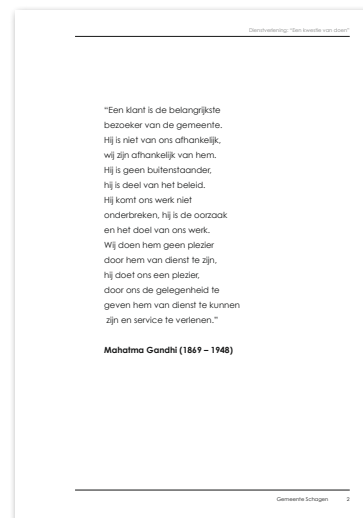 Dienstverlening: “Een kwestie van doen”
“Een klant is de belangrijkste
bezoeker van de gemeente.
Hij is niet van ons afhankelijk,
wij zijn afhankelijk van hem.
Hij is geen buitenstaander,
hij is deel van het beleid.
Hij komt ons werk niet
onderbreken, hij is de oorzaak
en het doel van ons werk.
Wij doen hem geen plezier
door hem van dienst te zijn,
hij doet ons een plezier,
door ons de gelegenheid te
geven hem van dienst te kunnen
zijn en service te verlenen.”
Mahatma Gandhi (1869 – 1948)
Gemeente Schagen 2